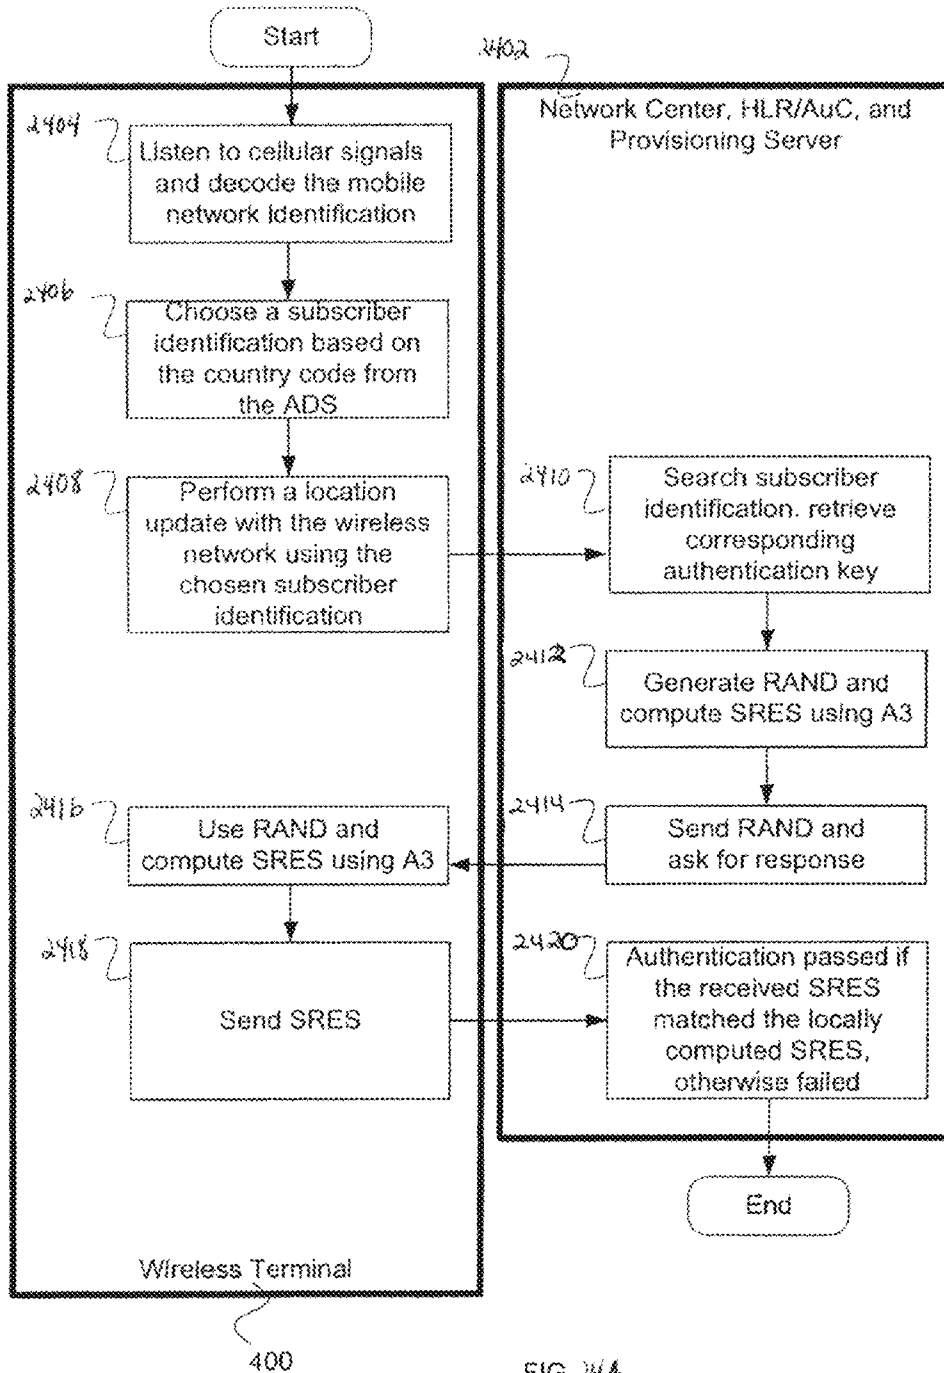 Start
2402
Network Center, HLR/AuC, and
Provisioning Server
2404
Listen to cellular signals
and decode the mobile
network identification
2406
Choose a subscriber
identification based on
the country code from
the ADS
2408
Perform a location
update with the wireless
network using the
chosen subscriber
identification
2410
Search subscriber
identification. retrieve
corresponding
authentication key
2412
Generate RAND and
compute SRES using A3
2414
Send RAND and
ask for response
2416
Use RAND and
compute SRES using A3
2418
Send SRES
2420
Authentication passed if
the received SRES
matched the locally
computed SRES,
otherwise failed
End
Wireless Terminal
400
FIG. 24A